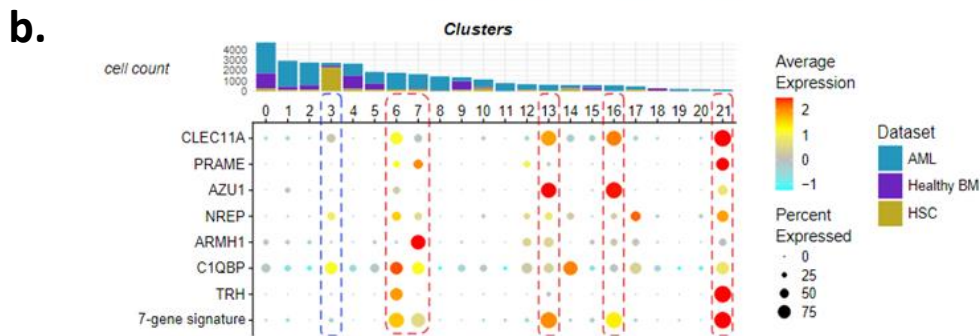 b.
Clusters
cell count
4000
3000
2000
1000
0
0 1 2 3 4 5 6 7 8 9 10 11 12 13 14 15 16 17 18 19 20 21
CLEC11A
PRAME
AZU1
NREP
ARMH1
C1QBP
TRH
7-gene signature
Average
Expression
2
1
0
−1
Percent
Expressed
0
25
50
75
Dataset
AML
Healthy BM
HSC